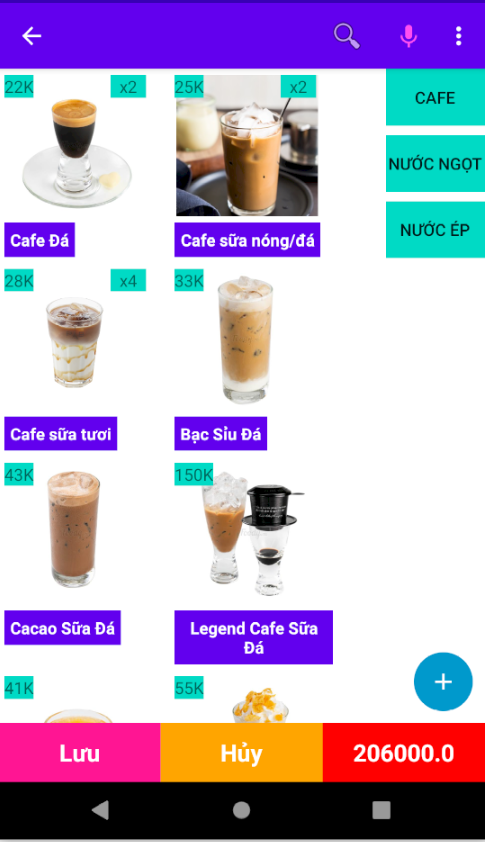 22K x2
25K x2
CAFE
NƯỚC NGỌT
NƯỚC ÉP
Cafe Đá
Cafe sữa nóng/đá
28K x4
33K
Cafe sữa tươi
Bạc Sỉu Đá
43K
150K
Cacao Sữa Đá
Legend Cafe Sữa
Đá
41K
55K
Lưu
Hủy
206000.0